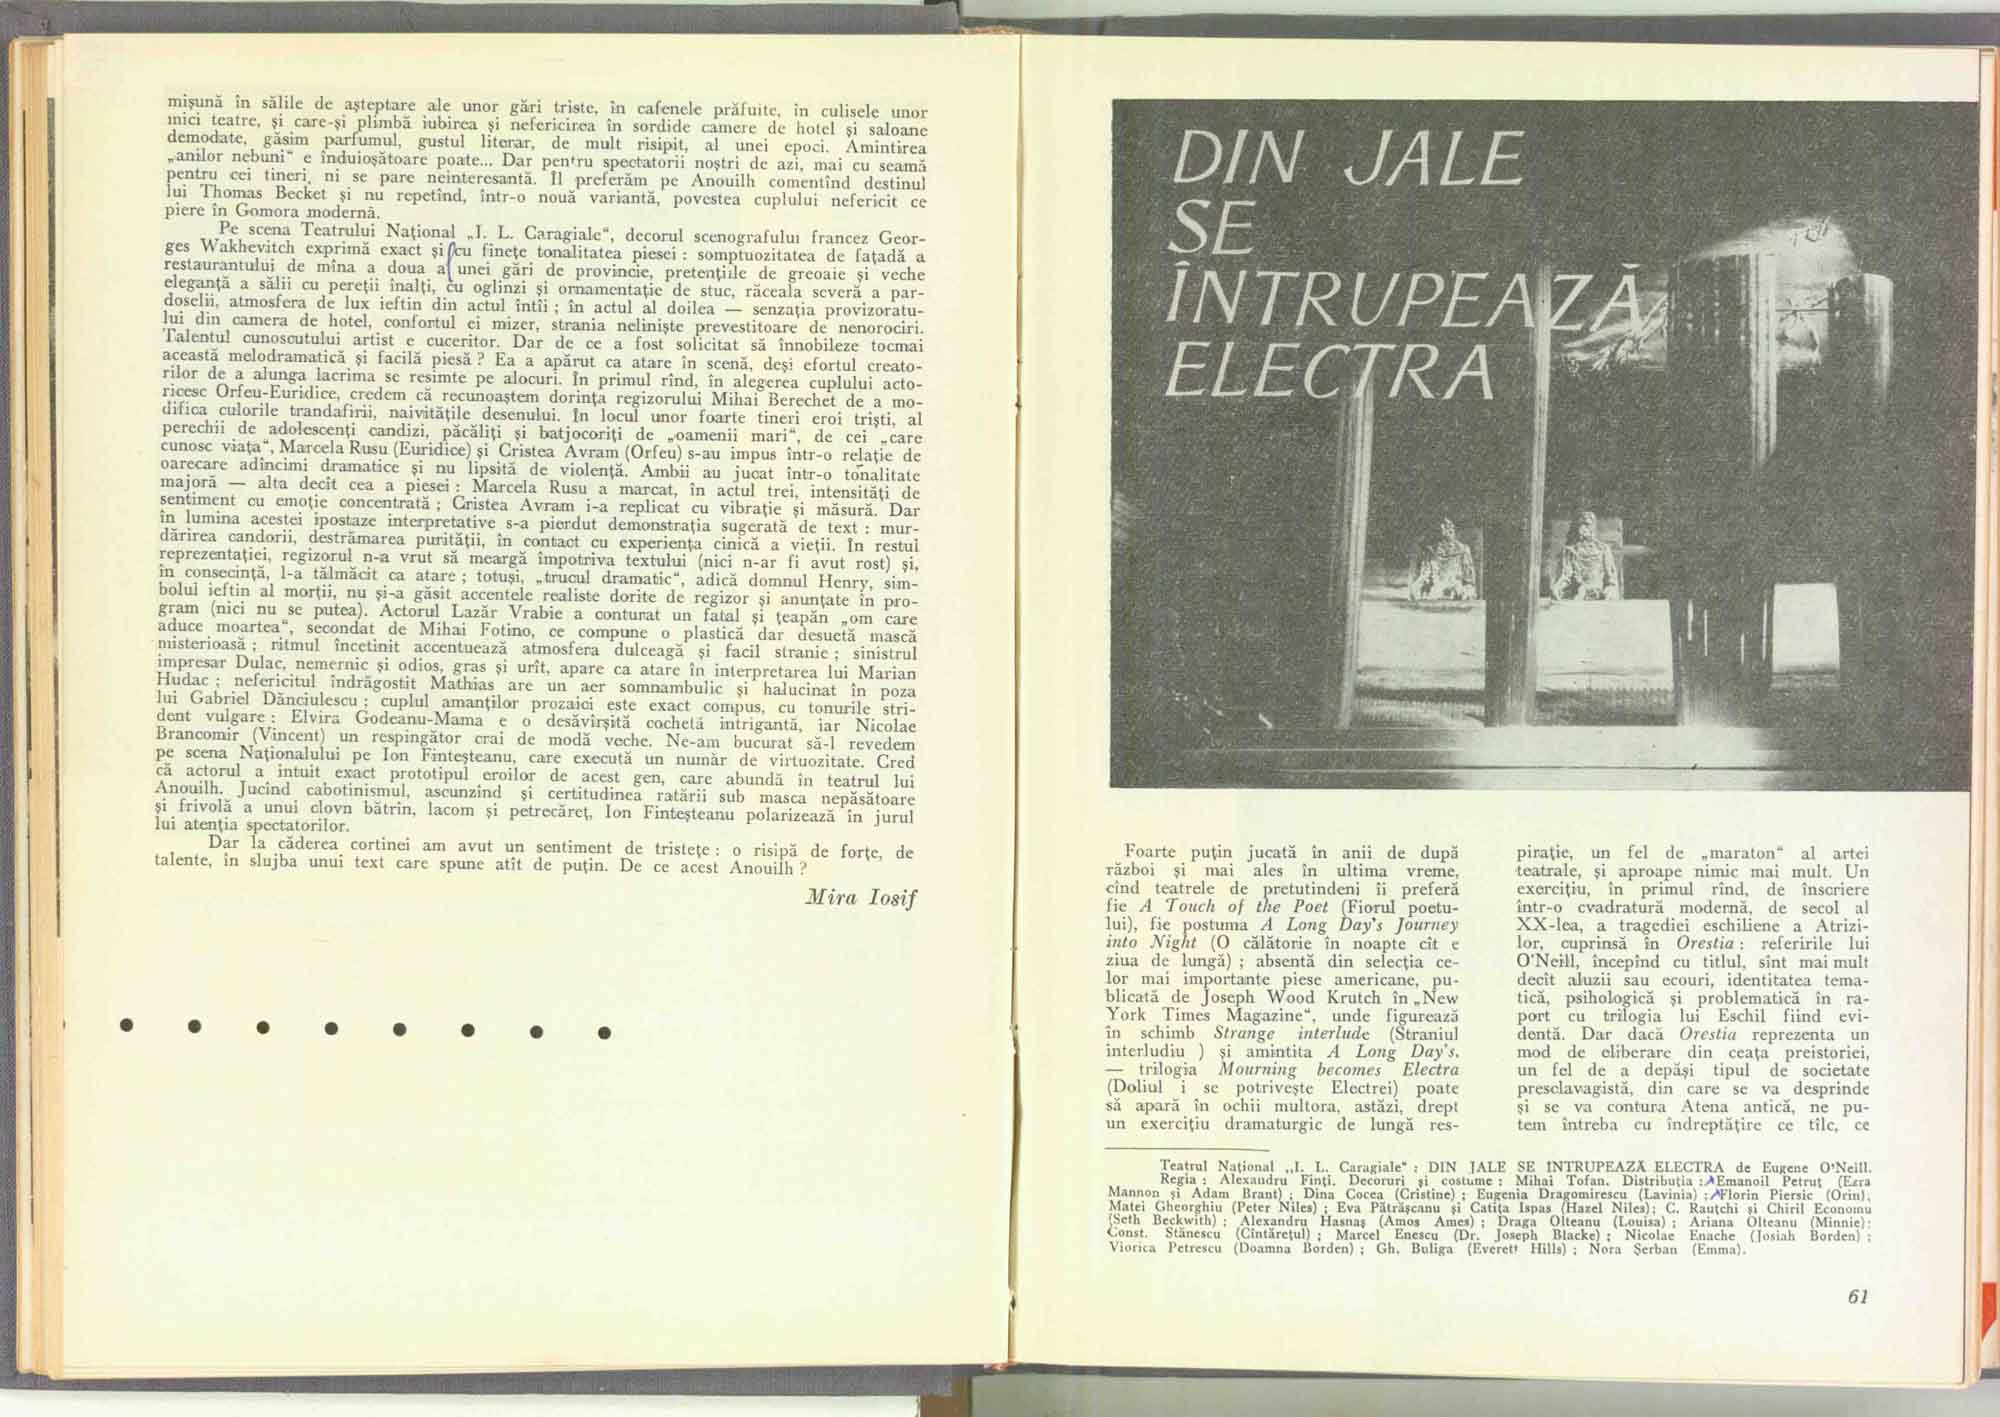 mişună în sălile de aşteptare ale unor gări triste, în cafenele prăfuite, în culisele unor
mici teatre, şi care-şi plimbă iubirea şi nefericirea în sordide camere de hotel şi saloane
demodate, găsim parfumul, gustul literar, de mult risipit, al unei epoci. Amintirea
„anilor nebuni“ e înduioşătoare poate... Dar pentru spectatorii noştri de azi, mai cu seamă
pentru cei tineri, ni se pare neinteresantă. Îl preferăm pe Anouilh comentînd destinul
lui Thomas Becket şi nu repetînd, într-o nouă variantă, povestea cuplului nefericit ce
piere în Gomora modernă.
Pe scena Teatrului Naţional „I. L. Caragiale“, decorul scenografului francez Geor-
ges Wakhevitch exprimă exact şi cu fineţe tonalitatea piesei : somptuozitatea de faţadă a
restaurantului de mîna a doua a unei gări de provincie, pretenţiile de greoaie şi veche
eleganţă a sălii cu pereţii înalţi, cu oglinzi şi ornamentaţie de stuc, răceala severă a par-
doselii, atmosfera de lux ieftin din actul întîi ; în actul al doilea — senzaţia provizoratu-
lui din camera de hotel, confortul ei mizer, strania nelinişte prevestitoare de nenorociri.
Talentul cunoscutului artist e cuceritor. Dar de ce a fost solicitat să înnobileze tocmai
această melodramatică şi facilă piesă ? Ea a apărut ca atare în scenă, deşi efortul creato-
rilor de a alunga lacrima se resimte pe alocuri. În primul rînd, în alegerea cuplului acto-
ricesc Orfeu-Euridice, credem că recunoaştem dorinţa regizorului Mihai Berechet de a mo-
difica culorile trandafirii, naivităţile desenului. În locul unor foarte tineri eroi trişti, al
perechii de adolescenţi candizi, păcăliţi şi batjocoriţi de „oamenii mari“, de cei „care
cunosc viaţa“, Marcela Rusu (Euridice) şi Cristea Avram (Orfeu) s-au impus într-o relaţie de
oarecare adîncimi dramatice şi nu lipsită de violenţă. Ambii au jucat într-o tonalitate
majoră — alta decît cea a piesei : Marcela Rusu a marcat, în actul trei, intensităţi de
sentiment cu emoţie concentrată ; Cristea Avram i-a replicat cu vibraţie şi măsură. Dar
în lumina acestei ipostaze interpretative s-a pierdut demonstraţia sugerată de text : mur-
dărirea candorii, destrămarea purităţii, în contact cu experienţa cinică a vieţii. În restul
reprezentaţiei, regizorul n-a vrut să meargă împotriva textului (nici n-ar fi avut rost) şi,
în consecinţă, l-a tălmăcit ca atare ; totuşi, „trucul dramatic“, adică domnul Henry, sim-
bolul ieftin al morţii, nu şi-a găsit accentele realiste dorite de regizor şi anunţate în pro-
gram (nici nu se putea). Actorul Lazăr Vrabie a conturat un fatal şi ţeapăn „om care
aduce moartea“, secondat de Mihai Fotino, ce compune o plastică dar desuetă mască
misterioasă ; ritmul încetinit accentuează atmosfera dulceagă şi facil stranie ; sinistrul
impresar Dulac, nemernic şi odios, gras şi urît, apare ca atare în interpretarea lui Marian
Hudac ; nefericitul îndrăgostit Mathias are un aer somnambulic şi halucinat în poza
lui Gabriel Dănciulescu ; cuplul amanţilor prozaici este exact compus, cu tonurile stri-
dent vulgare : Elvira Godeanu-Mama e o desăvîrşită cochetă intrigantă, iar Nicolae
Brancomir (Vincent) un respingător crai de modă veche. Ne-am bucurat să-l revedem
pe scena Naţionalului pe Ion Finteşteanu, care execută un număr de virtuozitate. Cred
că actorul a intuit exact prototipul eroilor de acest gen, care abundă în teatrul lui
Anouilh. Jucînd cabotinismul, ascunzînd şi certitudinea ratării sub masca nepăsătoare
şi frivolă a unui clovn bătrîn, lacom şi petrecăreţ, Ion Finteşteanu polarizează în jurul
lui atenţia spectatorilor.
Dar la căderea cortinei am avut un sentiment de tristeţe : o risipă de forţe, de
talente, în slujba unui text care spune atît de puţin. De ce acest Anouilh ?
Mira Iosif
DIN JALE
SE
ÎNTRUPEAZĂ
ELECTRA
Foarte puţin jucată în anii de după
război şi mai ales în ultima vreme,
cînd teatrele de pretutindeni îi preferă
fie A Touch of the Poet (Fiorul poetu-
lui), fie postuma A Long Day's Journey
into Night (O călătorie în noapte cît e
ziua de lungă) ; absentă din selecţia ce-
lor mai importante piese americane, pu-
blicată de Joseph Wood Krutch în „New
York Times Magazine“, unde figurează
în schimb Strange interlude (Straniul
interludiu ) şi amintita A Long Day's.
— trilogia Mourning becomes Electra
(Doliul i se potriveşte Electrei) poate
să apară în ochii multora, astăzi, drept
un exerciţiu dramaturgic de lungă res-
piraţie, un fel de „maraton“ al artei
teatrale, şi aproape nimic mai mult. Un
exerciţiu, în primul rînd, de înscriere
într-o cvadratură modernă, de secol al
XX-lea, a tragediei eschiliene a Atrizi-
lor, cuprinsă în Orestia : referirile lui
O'Neill, începînd cu titlul, sînt mai mult
decît aluzii sau ecouri, identitatea tema-
tică, psihologică şi problematică în ra-
port cu trilogia lui Eschil fiind evi-
dentă. Dar dacă Orestia reprezenta un
mod de eliberare din ceaţa preistoriei,
un fel de a depăşi tipul de societate
presclavagistă, din care se va desprinde
şi se va contura Atena antică, ne pu-
tem întreba cu îndreptăţire ce tîlc, ce
Teatrul Naţional „I. L. Caragiale“ : DIN JALE SE INTRUPEAZĂ ELECTRA de Eugene O'Neill.
Regia : Alexandru Finţi. Decoruri şi costume : Mihai Tofan. Distribuţia : Emanoil Petruţ (Ezra
Mannon şi Adam Brant) ; Dina Cocea (Cristine) ; Eugenia Dragomirescu (Lavinia) ; Florin Piersic (Orin),
Matei Gheorghiu (Peter Niles) ; Eva Pătrăşcanu şi Catiţa Ispas (Hazel Niles); C. Rauţchi şi Chiril Economu
(Seth Beckwith) ; Alexandru Hasnaş (Amos Ames) ; Draga Olteanu (Louisa) ; Ariana Olteanu (Minnie);
Const. Stănescu (Cîntăreţul) ; Marcel Enescu (Dr. Joseph Blacke) ; Nicolae Enache (Josiah Borden) ;
Viorica Petrescu (Doamna Borden) ; Gh. Buliga (Everett Hills) ; Nora Şerban (Emma).
61